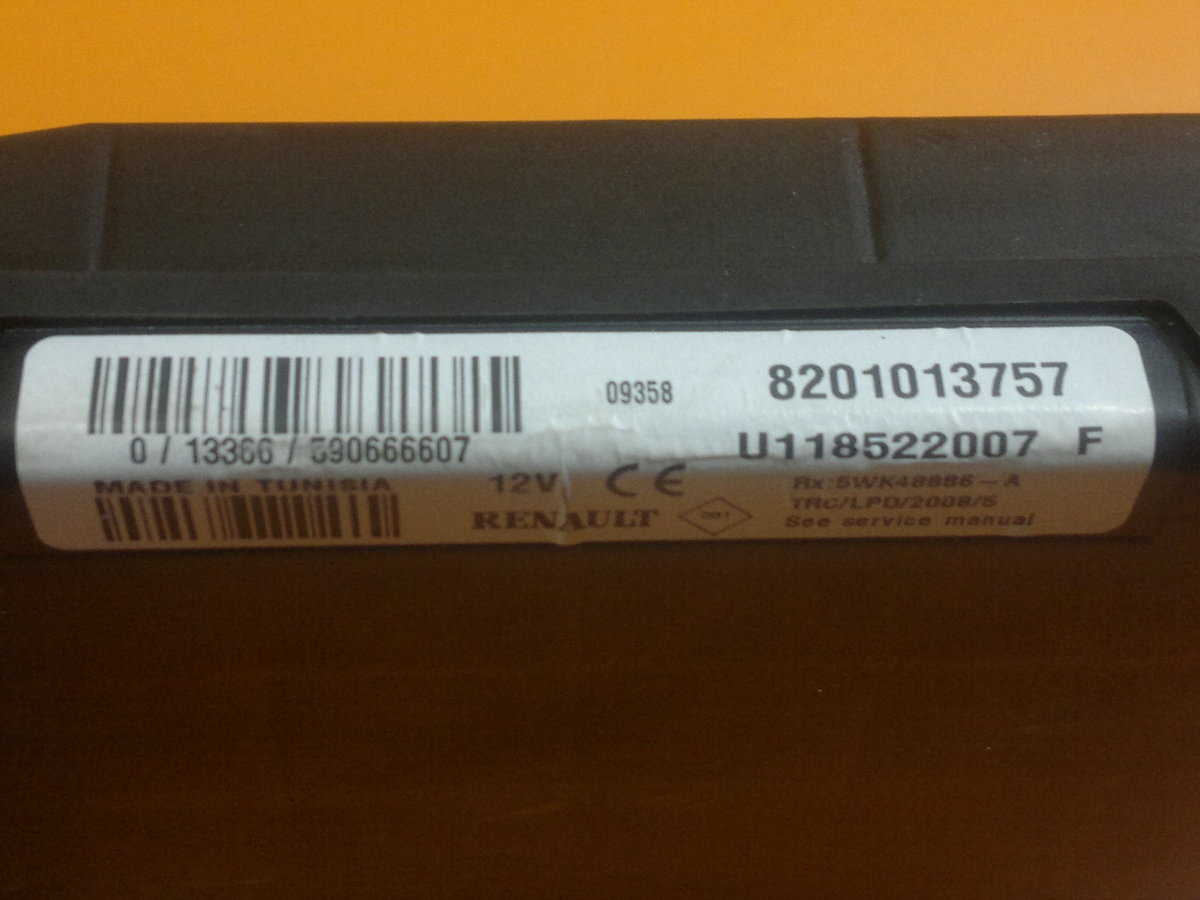 09358 8201013757
0 / 13366 / 590666607 U118522007 F
MADE IN TUNISIA 12V CE Rx:5WK48886-A
TRC/LPD/2008/5
RENAULT See service manual